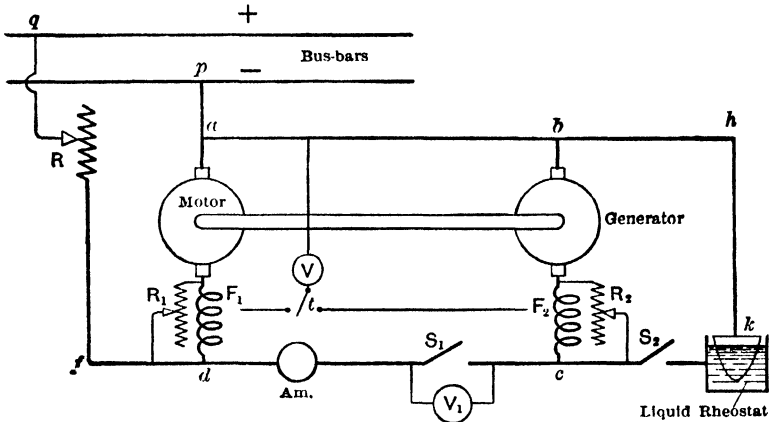 q
+
Bus-bars
p
−
a
b
h
R
Motor
Generator
V
R₁
F₁
t
F₂
R₂
k
S₁
S₂
f
d
Am.
c
V₁
Liquid Rheostat